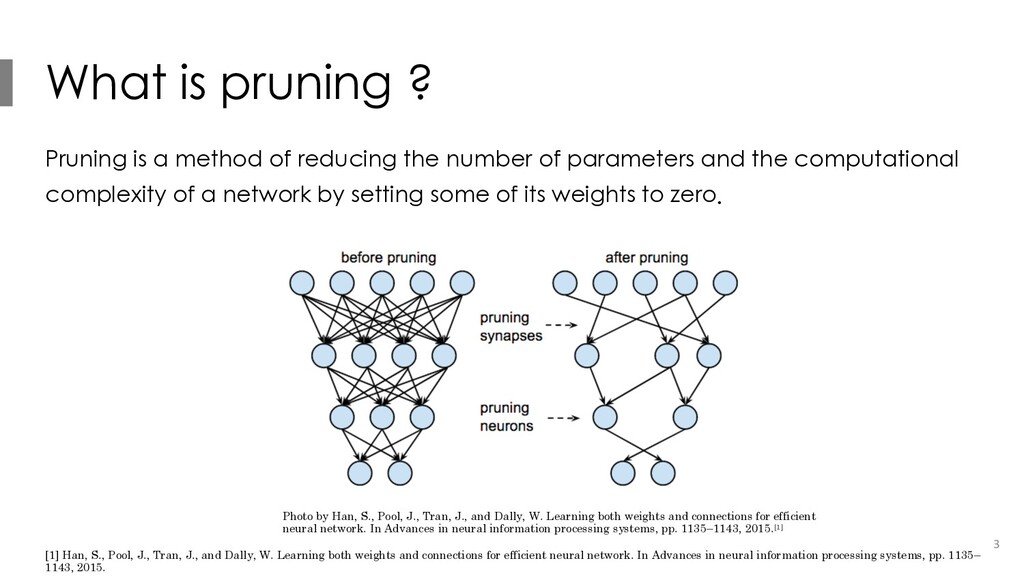 What is pruning ?
Pruning is a method of reducing the number of parameters and the computational
complexity of a network by setting some of its weights to zero.
before pruning
after pruning
pruning
synapses
pruning
neurons
Photo by Han, S., Pool, J., Tran, J., and Dally, W. Learning both weights and connections for efficient
neural network. In Advances in neural information processing systems, pp. 1135–1143, 2015.[1]
3
[1] Han, S., Pool, J., Tran, J., and Dally, W. Learning both weights and connections for efficient neural network. In Advances in neural information processing systems, pp. 1135–
1143, 2015.